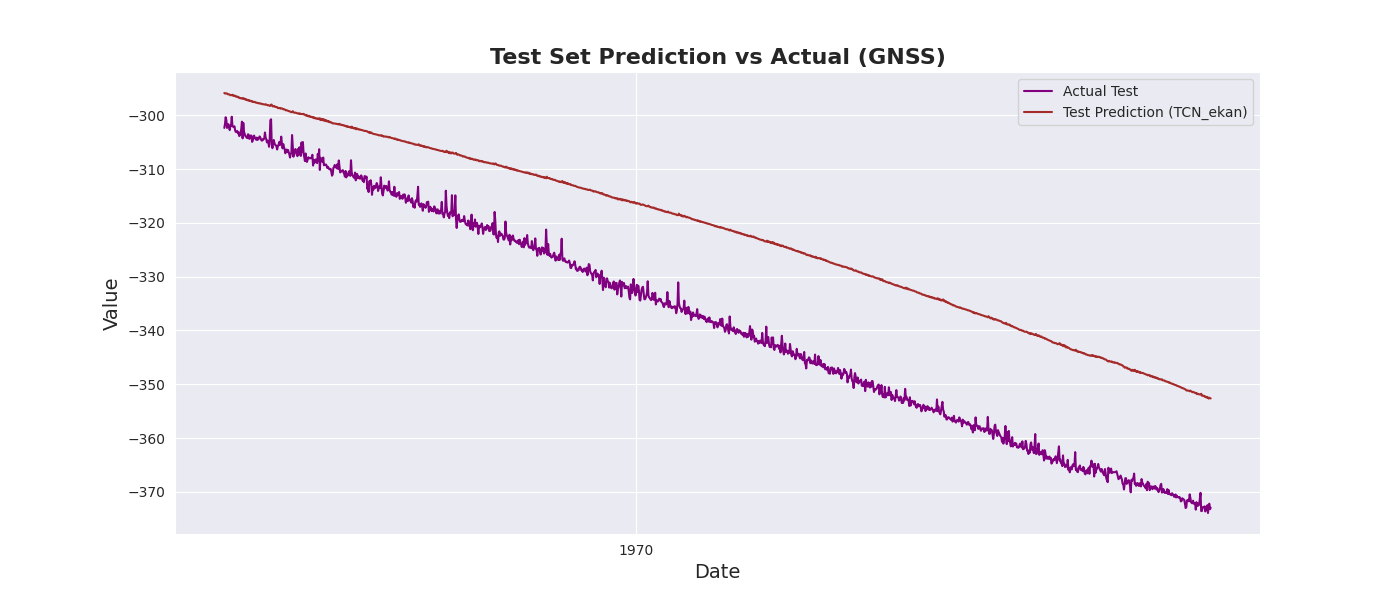 Test Set Prediction vs Actual (GNSS)
Actual Test
Test Prediction (TCN_ekan)
−300
−310
−320
−330
−340
−350
−360
−370
Value
1970
Date